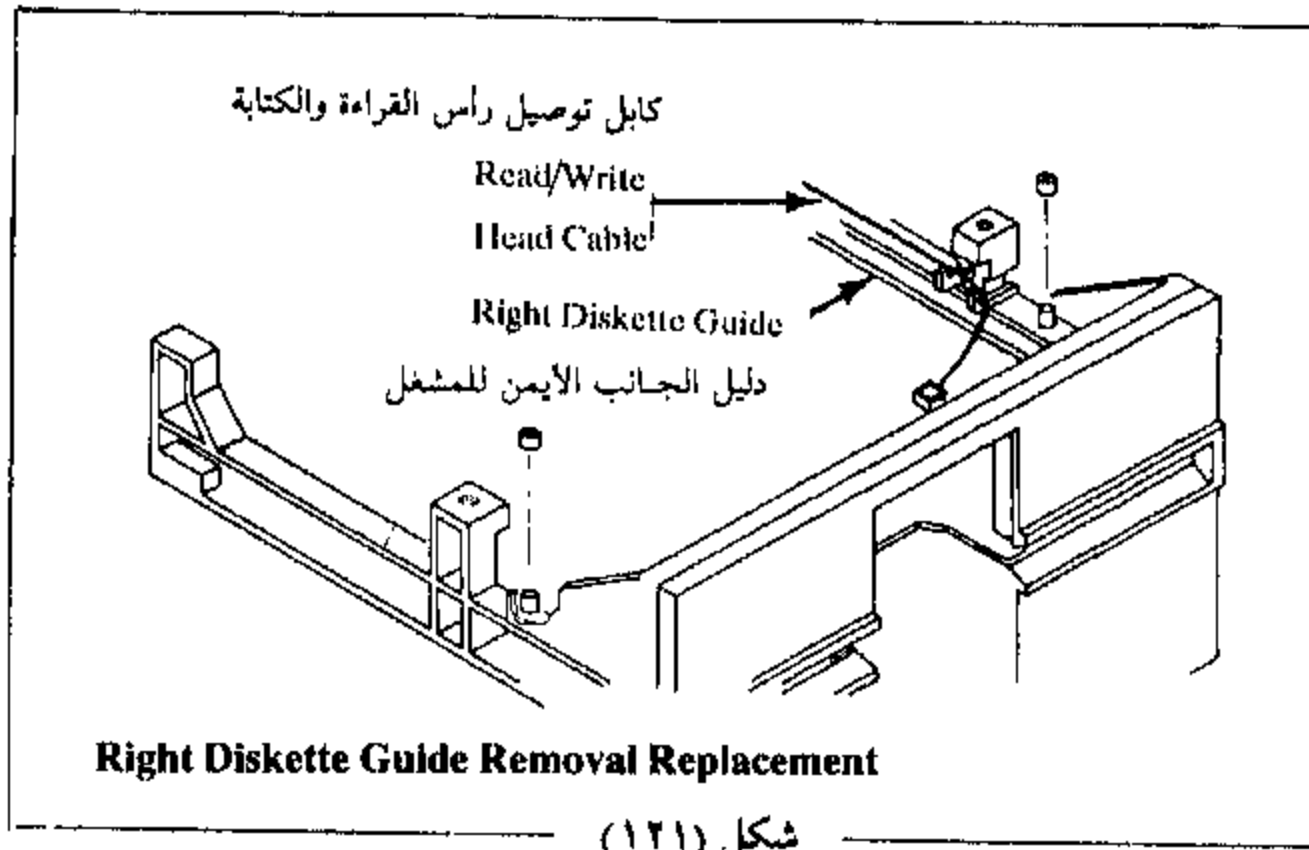 كابل توصيل رأس القراءة والكتابة
Read/Write
Head Cable
Right Diskette Guide
دليل الجانب الأيمن للمشغل
Right Diskette Guide Removal Replacement
شكل (١٢١)